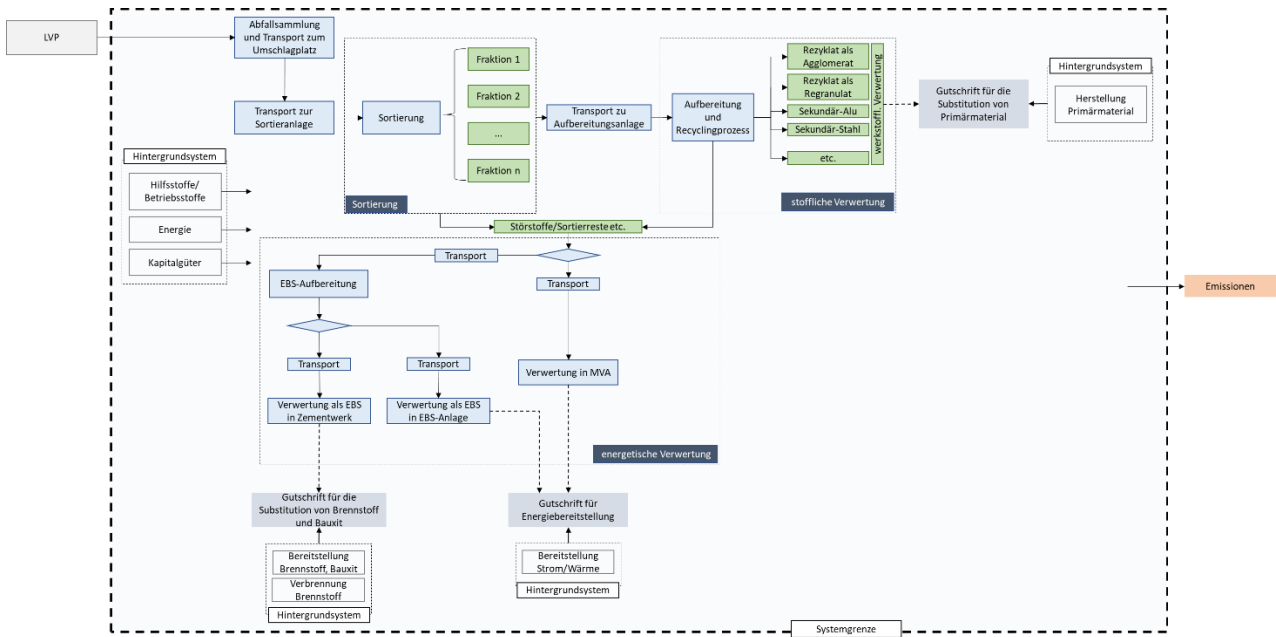 LVP
Abfallsammlung
und Transport zum
Umschlagplatz
Transport zur
Sortieranlage
Sortierung
Fraktion 1
Fraktion 2
...
Fraktion n
Sortierung
Transport zu
Aufbereitungsanlage
Aufbereitung
und
Recyclingprozess
Rezyklat als
Agglomerat
Rezyklat als
Regranulat
Sekundär-Alu
Sekundär-Stahl
etc.
werkstoffl. Verwertung
stoffliche Verwertung
Gutschrift für die
Substitution von
Primärmaterial
Hintergrundsystem
Herstellung
Primärmaterial
Hintergrundsystem
Hilfsstoffe/
Betriebsstoffe
Energie
Kapitalgüter
Störstoffe/Sortierreste etc.
Transport
EBS-Aufbereitung
Transport
Transport
Transport
Verwertung in MVA
Verwertung als EBS
in Zementwerk
Verwertung als EBS
in EBS-Anlage
energetische Verwertung
Emissionen
Gutschrift für die
Substitution von Brennstoff
und Bauxit
Gutschrift für
Energiebereitstellung
Bereitstellung
Brennstoff, Bauxit
Verbrennung
Brennstoff
Hintergrundsystem
Bereitstellung
Strom/Wärme
Hintergrundsystem
Systemgrenze